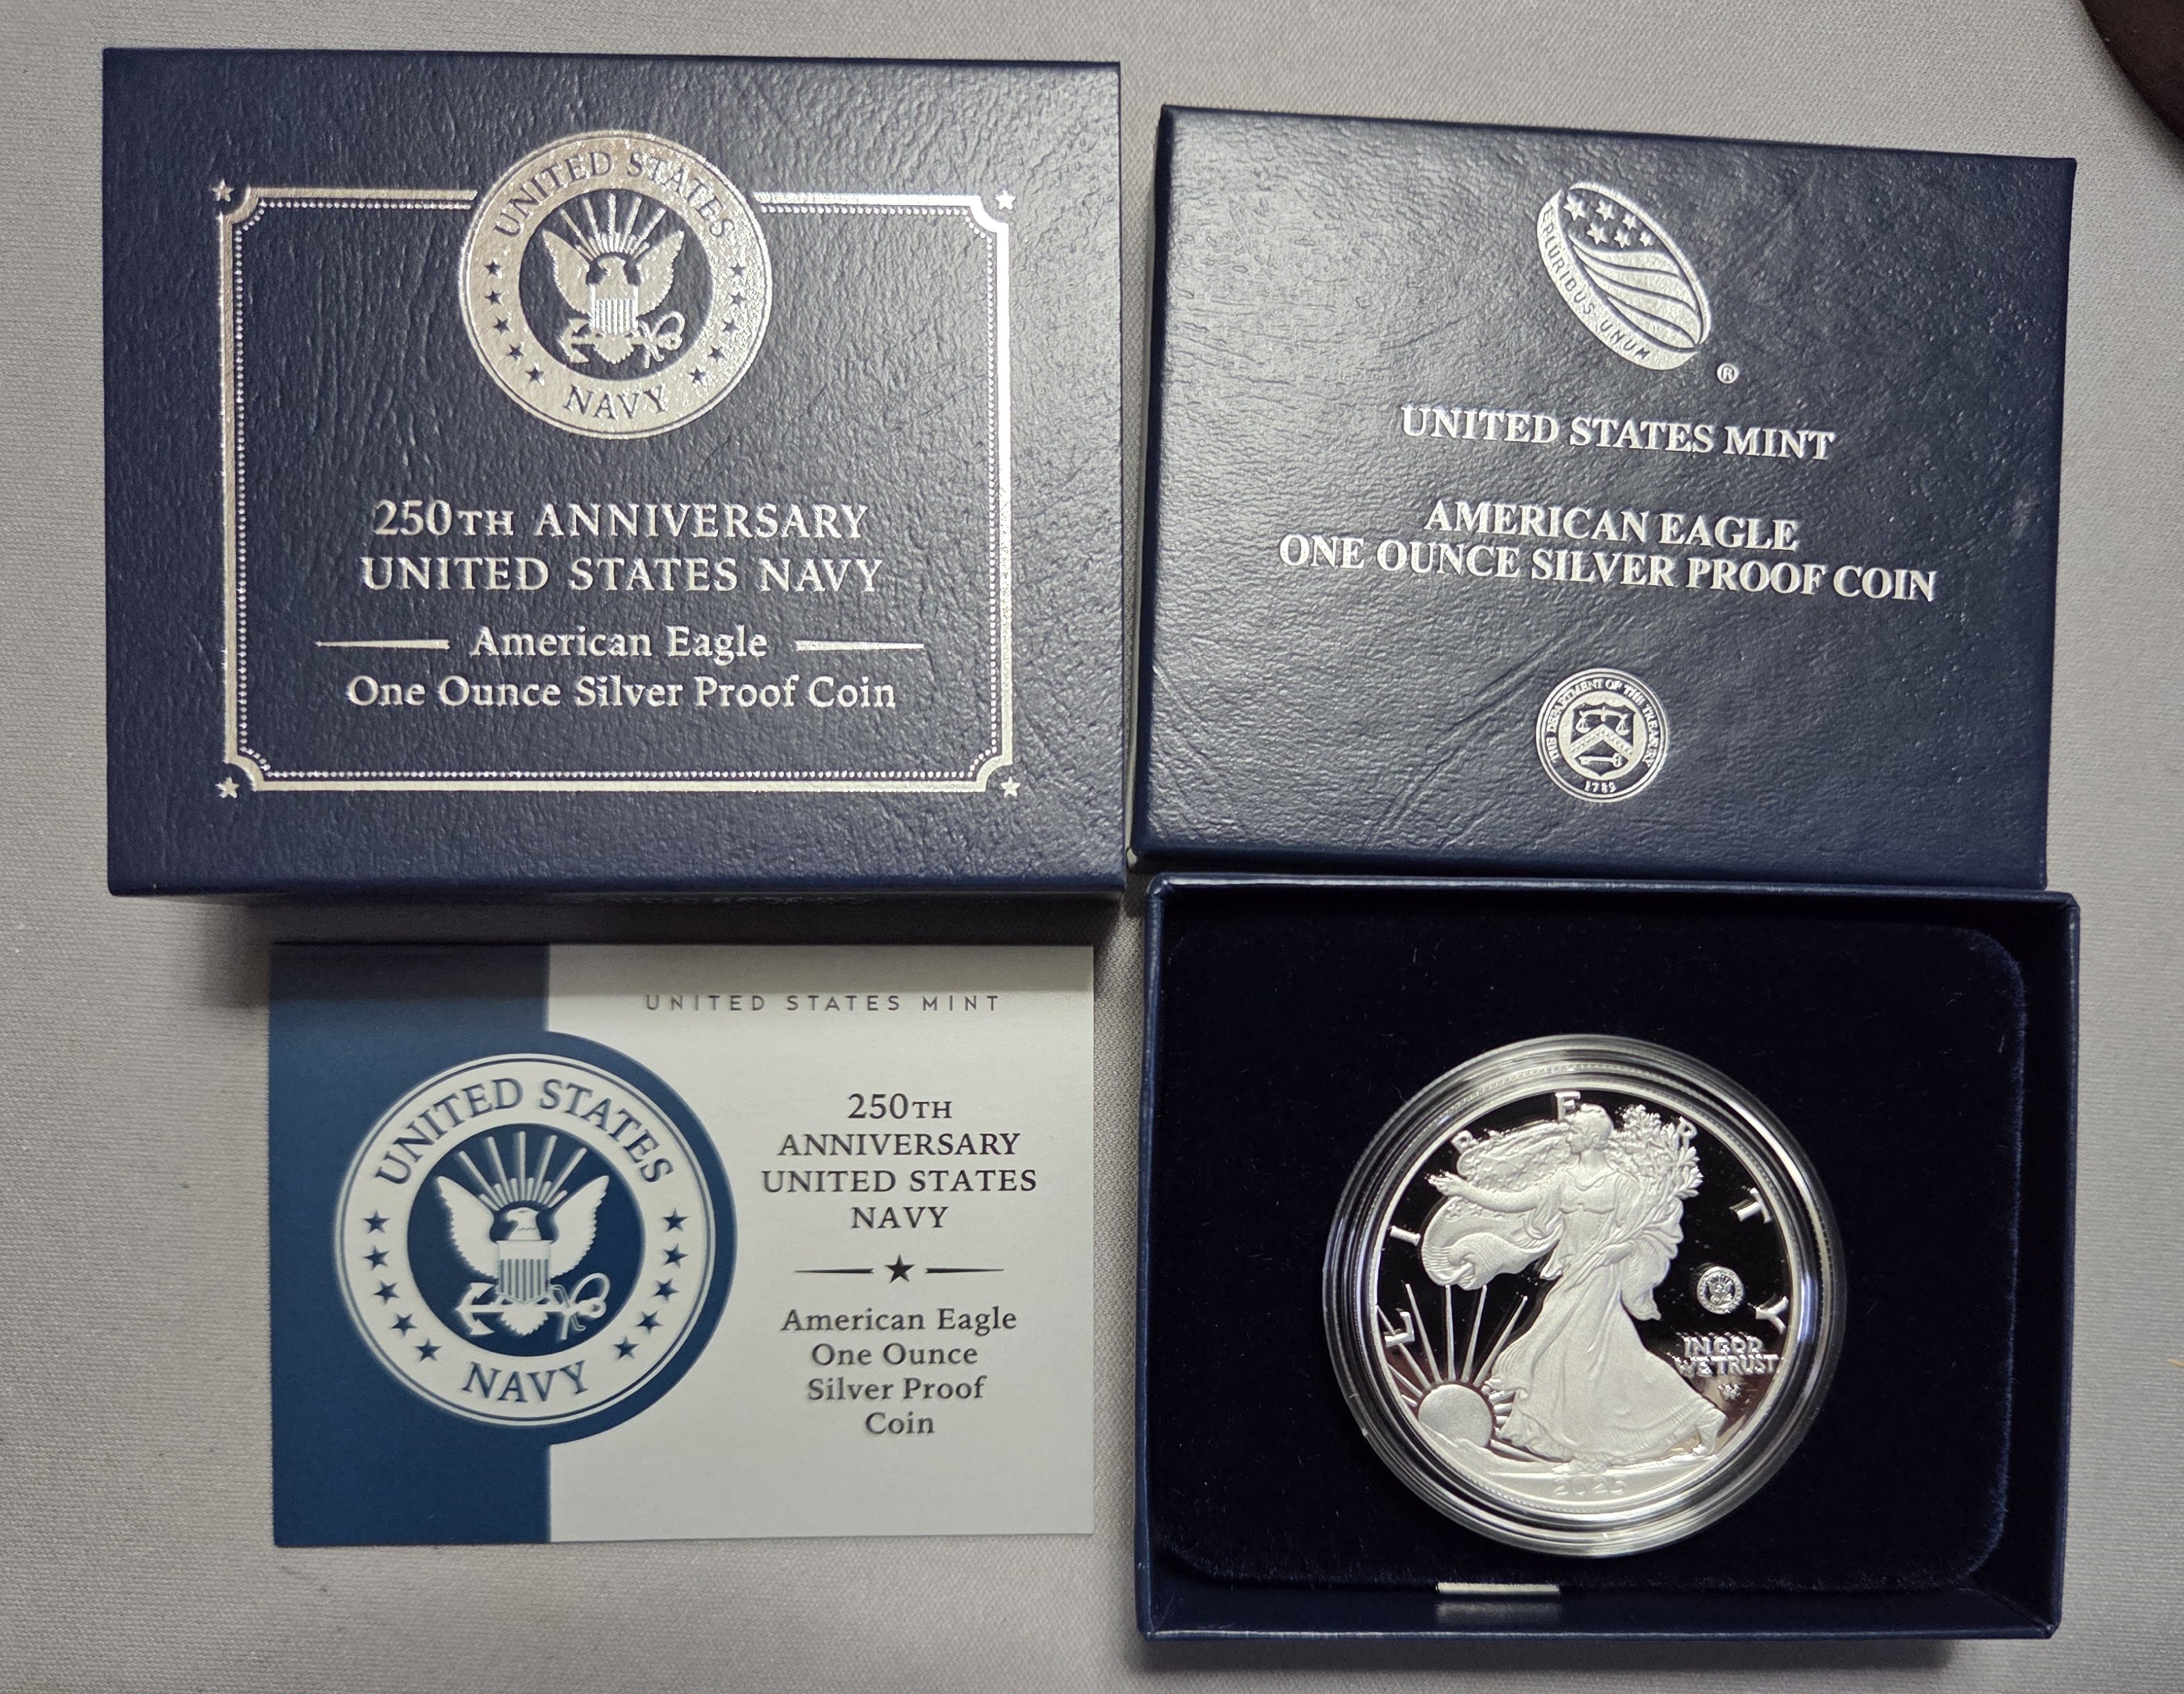 UNITED STATES
NAVY
250TH ANNIVERSARY
UNITED STATES NAVY
American Eagle
One Ounce Silver Proof Coin
E PLURIBUS UNUM
®
UNITED STATES MINT
AMERICAN EAGLE
ONE OUNCE SILVER PROOF COIN
THE DEPARTMENT OF THE TREASURY
1789
UNITED STATES MINT
UNITED STATES
NAVY
250TH
ANNIVERSARY
UNITED STATES
NAVY
American Eagle
One Ounce
Silver Proof
Coin
LIBERTY
IN GOD
WE TRUST
2025